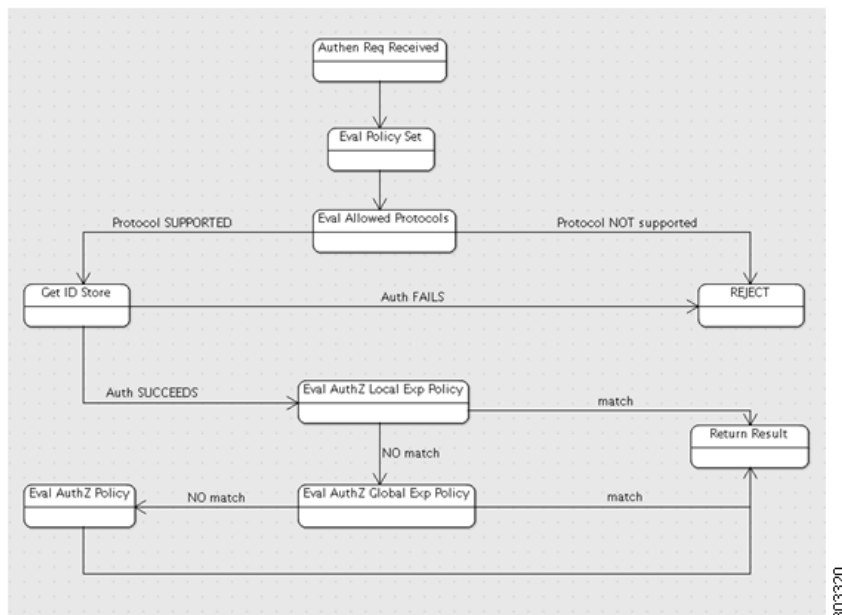 Authen Req Received
Eval Policy Set
Eval Allowed Protocols
Protocol SUPPORTED
Protocol NOT supported
Get ID Store
Auth FAILS
REJECT
Auth SUCCEEDS
Eval AuthZ Local Exp Policy
match
Return Result
NO match
Eval AuthZ Policy
NO match
Eval AuthZ Global Exp Policy
match
303320